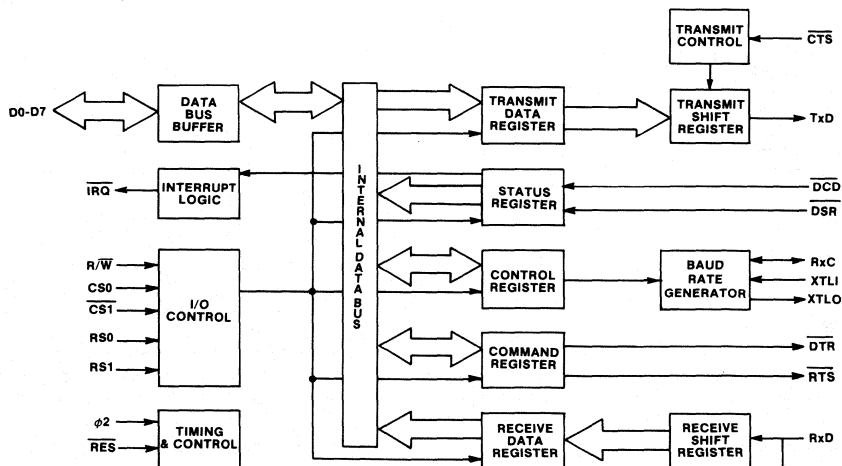 TRANSMIT
CONTROL
CTS
D0-D7
DATA
BUS
BUFFER
TRANSMIT
DATA
REGISTER
TRANSMIT
SHIFT
REGISTER
TxD
INTERNAL DATA BUS
IRQ
INTERRUPT
LOGIC
STATUS
REGISTER
DCD
DSR
R/W
CS0
CS1
RS0
RS1
I/O
CONTROL
CONTROL
REGISTER
BAUD
RATE
GENERATOR
RxC
XTLI
XTLO
COMMAND
REGISTER
DTR
RTS
φ2
RES
TIMING
& CONTROL
RECEIVE
DATA
REGISTER
RECEIVE
SHIFT
REGISTER
RxD